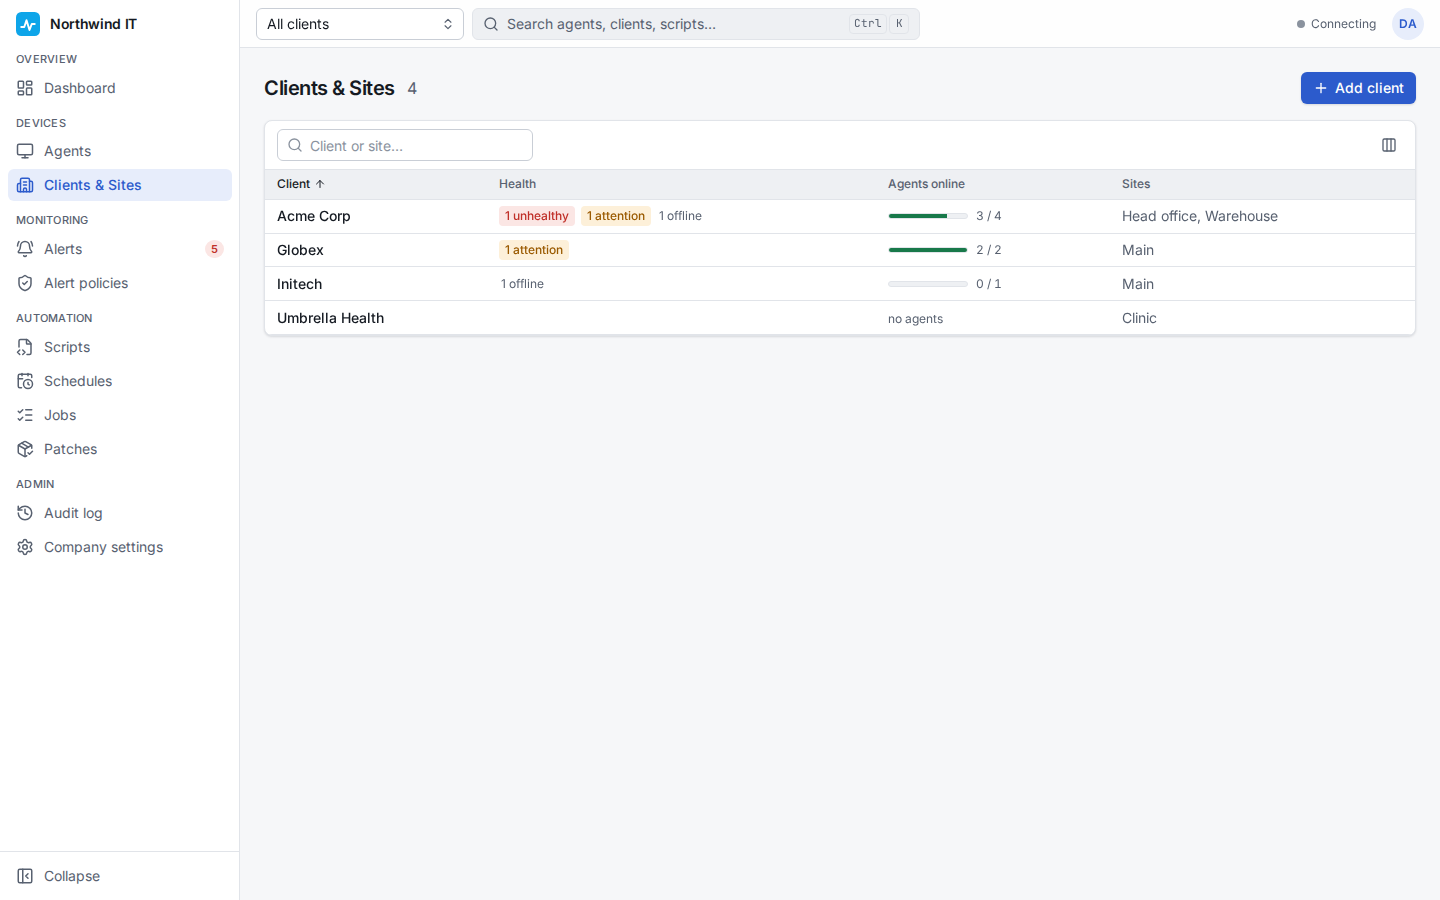 Northwind IT
OVERVIEW
Dashboard
DEVICES
Agents
Clients & Sites
MONITORING
Alerts 5
Alert policies
AUTOMATION
Scripts
Schedules
Jobs
Patches
ADMIN
Audit log
Company settings
Collapse
All clients
Search agents, clients, scripts... Ctrl K
Connecting DA
Clients & Sites 4
Add client
Client or site...
Client Health Agents online Sites
Acme Corp 1 unhealthy 1 attention 1 offline 3 / 4 Head office, Warehouse
Globex 1 attention 2 / 2 Main
Initech 1 offline 0 / 1 Main
Umbrella Health no agents Clinic